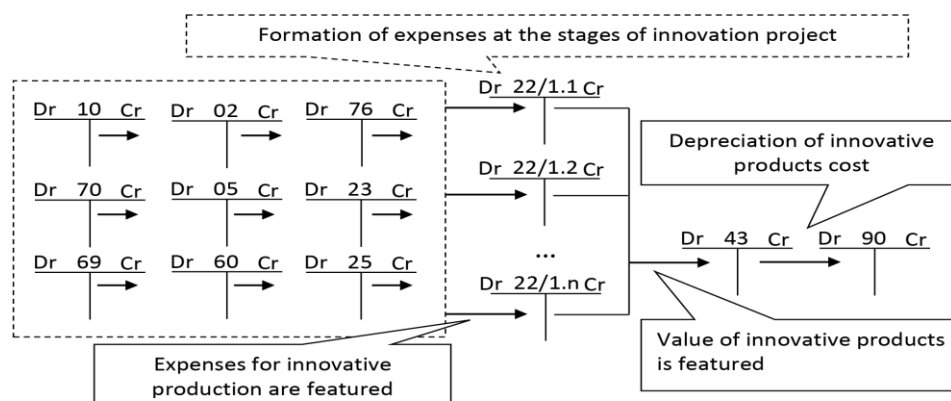 Formation of expenses at the stages of innovation project
Dr 10 Cr Dr 02 Cr Dr 76 Cr
Dr 70 Cr Dr 05 Cr Dr 23 Cr
Dr 69 Cr Dr 60 Cr Dr 25 Cr
Dr 22/1.1 Cr
Dr 22/1.2 Cr
...
Dr 22/1.n Cr
Depreciation of innovative
products cost
Dr 43 Cr Dr 90 Cr
Expenses for innovative
production are featured
Value of innovative products
is featured